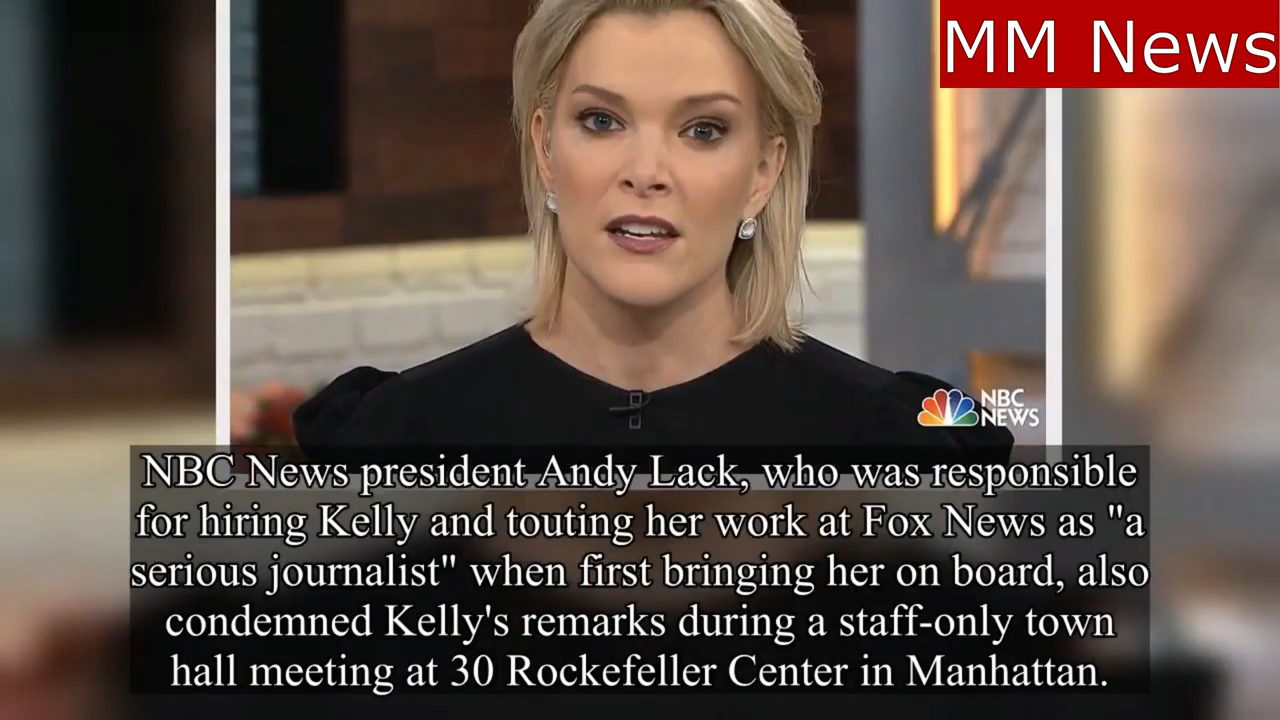 MM News
NBC
NEWS
NBC News president Andy Lack, who was responsible
for hiring Kelly and touting her work at Fox News as "a
serious journalist" when first bringing her on board, also
condemned Kelly's remarks during a staff-only town
hall meeting at 30 Rockefeller Center in Manhattan.